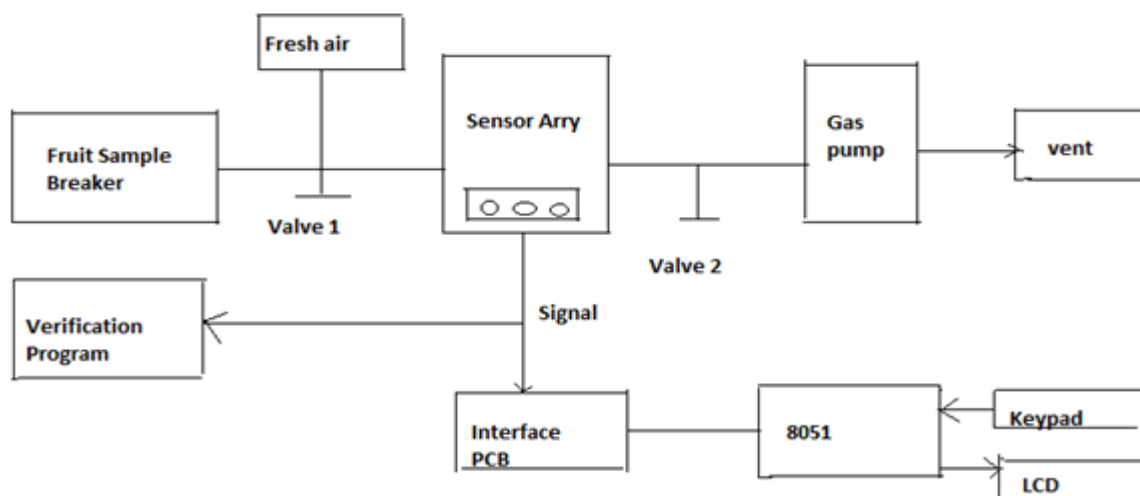 Fresh air
Sensor Arry
Gas
pump
vent
Fruit Sample
Breaker
Valve 1
Valve 2
Signal
Verification
Program
Interface
PCB
8051
Keypad
LCD